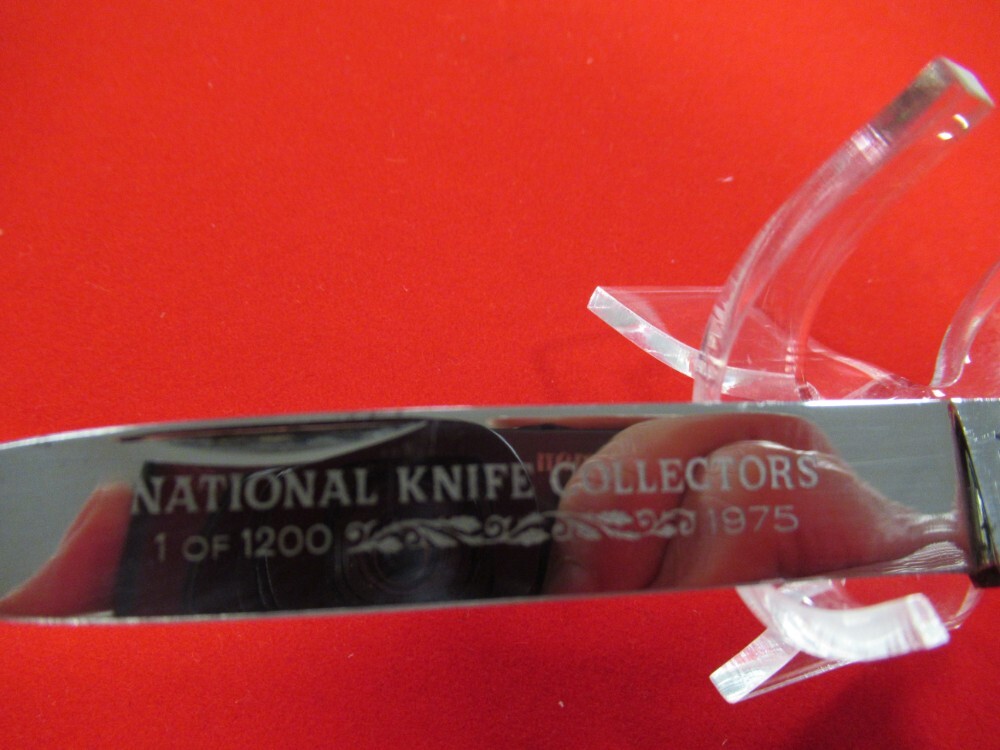 NATIONAL KNIFE COLLECTORS
1 OF 1200 1975